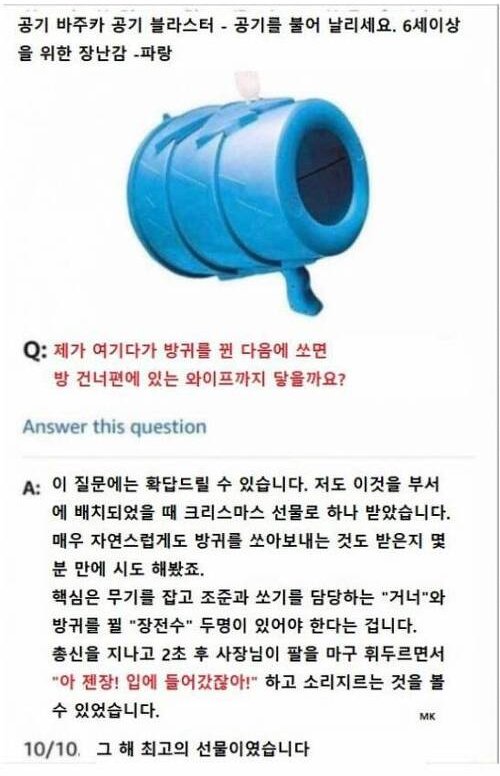 공기 바주카 공기 블라스터 - 공기를 불어 날리세요. 6세이상
을 위한 장난감 -파랑
Q: 제가 여기다가 방귀를 뀐 다음에 쏘면
방 건너편에 있는 와이프까지 닿을까요?
Answer this question
A: 이 질문에는 확답드릴 수 있습니다. 저도 이것을 부서
에 배치되었을 때 크리스마스 선물로 하나 받았습니다.
매우 자연스럽게도 방귀를 쏘아보내는 것도 받은지 몇
분 만에 시도 해봤죠.
핵심은 무기를 잡고 조준과 쏘기를 담당하는 "거너"와
방귀를 뀔 "장전수" 두명이 있어야 한다는 겁니다.
총신을 지나고 2초 후 사장님이 팔을 마구 휘두르면서
"아 젠장! 입에 들어갔잖아!" 하고 소리지르는 것을 볼
수 있었습니다.
MK
10/10. 그 해 최고의 선물이였습니다